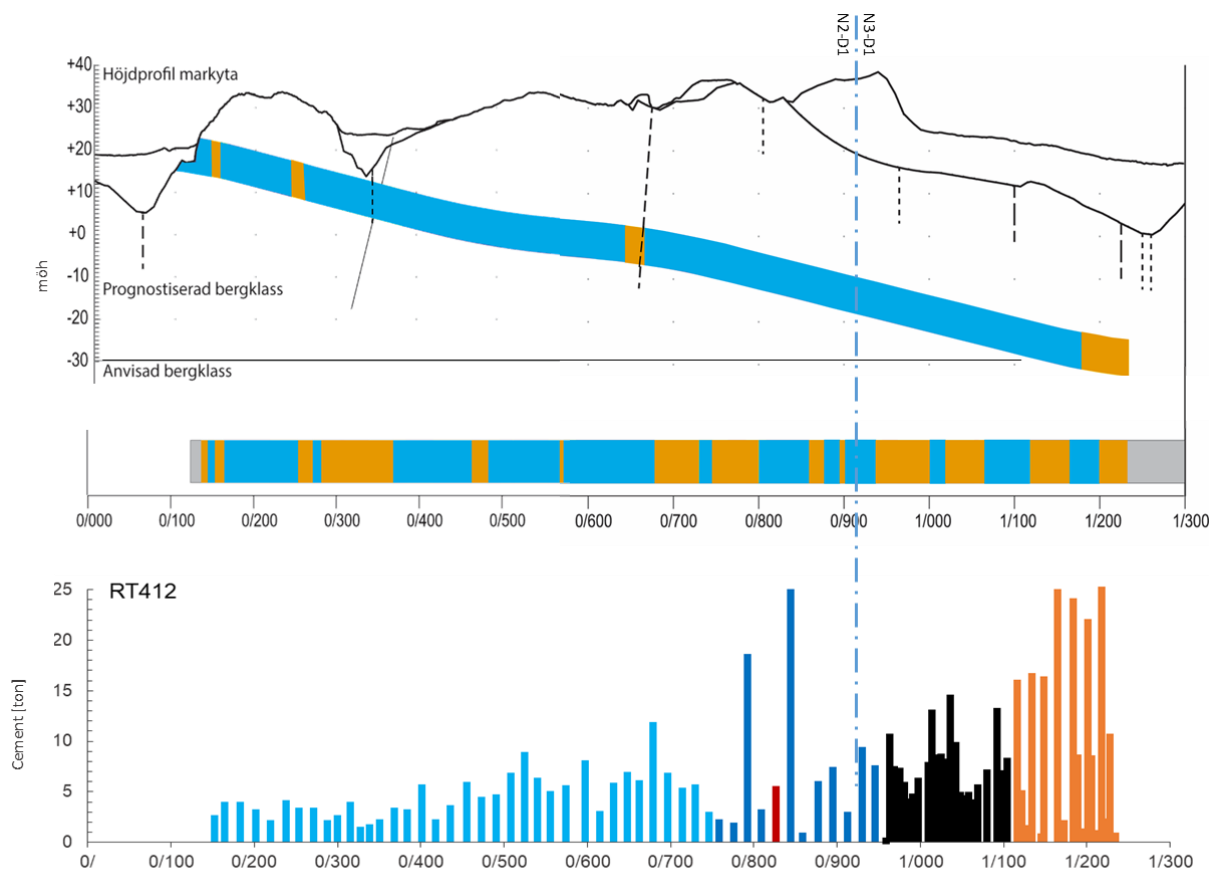 N2-D1
N3-D1
+40
Höjdprofil markyta
+30
+20
+10
+0
möh
-10
Prognostiserad bergklass
-20
-30
Anvisad bergklass
0/000 0/100 0/200 0/300 0/400 0/500 0/600 0/700 0/800 0/900 1/000 1/100 1/200 1/300
RT412
25
20
15
10
5
0
Cement [ton]
0/ 0/100 0/200 0/300 0/400 0/500 0/600 0/700 0/800 0/900 1/000 1/100 1/200 1/300